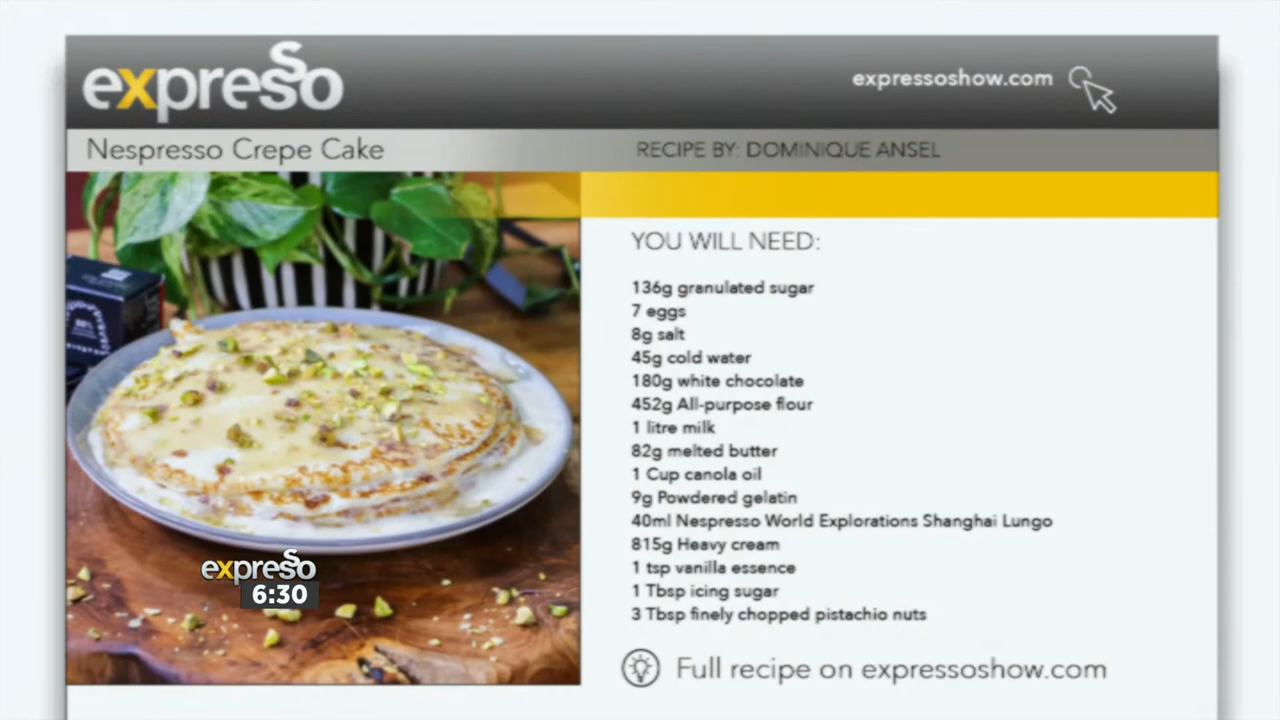 expresso
expressoshow.com
Nespresso Crepe Cake
RECIPE BY: DOMINIQUE ANSEL
YOU WILL NEED:
136g granulated sugar
7 eggs
8g salt
45g cold water
180g white chocolate
452g All-purpose flour
1 litre milk
82g melted butter
1 Cup canola oil
9g Powdered gelatin
40ml Nespresso World Explorations Shanghai Lungo
815g Heavy cream
1 tsp vanilla essence
1 Tbsp icing sugar
3 Tbsp finely chopped pistachio nuts
expresso
6:30
Full recipe on expressoshow.com